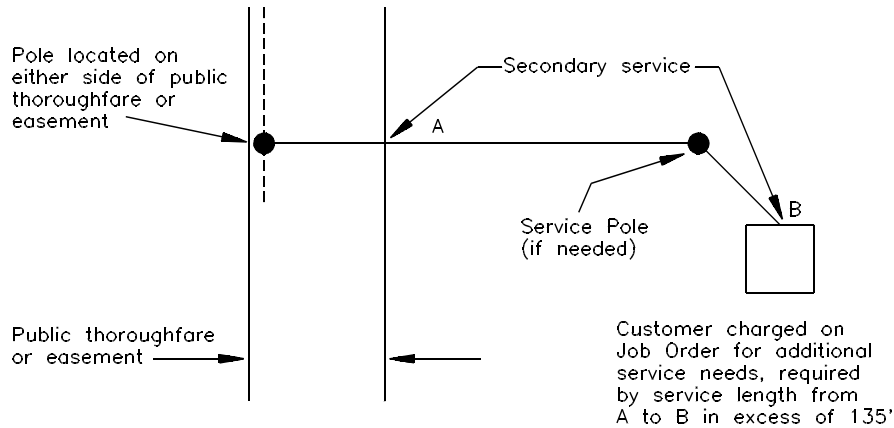 Pole located on
either side of public
thoroughfare or
easement
Secondary service
A
Service Pole
(if needed)
B
Public thoroughfare
or easement
Customer charged on
Job Order for additional
service needs, required
by service length from
A to B in excess of 135'